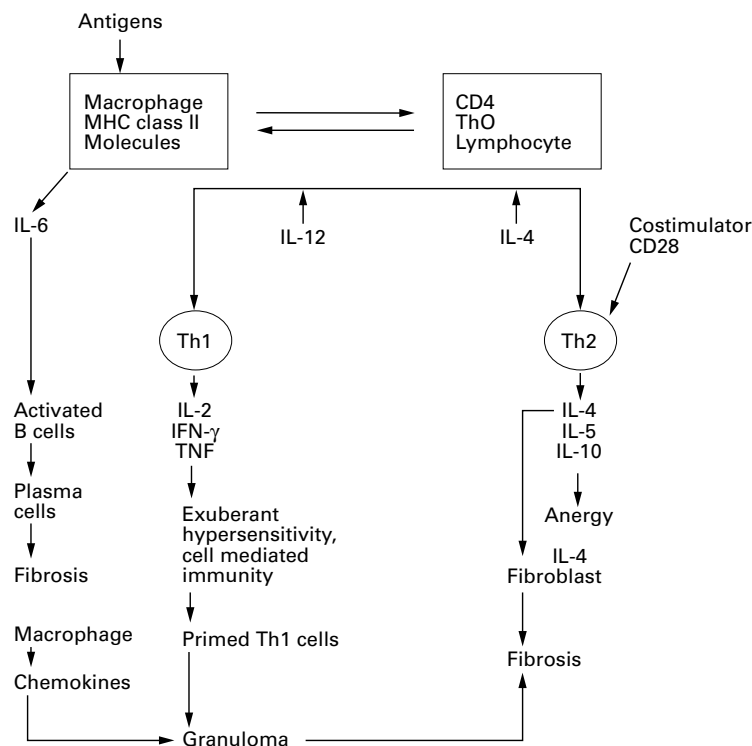 Antigens
Macrophage
MHC class II
Molecules
CD4
ThO
Lymphocyte
IL-6
IL-12
IL-4
Costimulator
CD28
Th1
Th2
Activated
B cells
IL-2
IFN-γ
TNF
IL-4
IL-5
IL-10
Plasma
cells
Exuberant
hypersensitivity,
cell mediated
immunity
Anergy
Fibrosis
IL-4
Fibroblast
Macrophage
Primed Th1 cells
Fibrosis
Chemokines
Granuloma